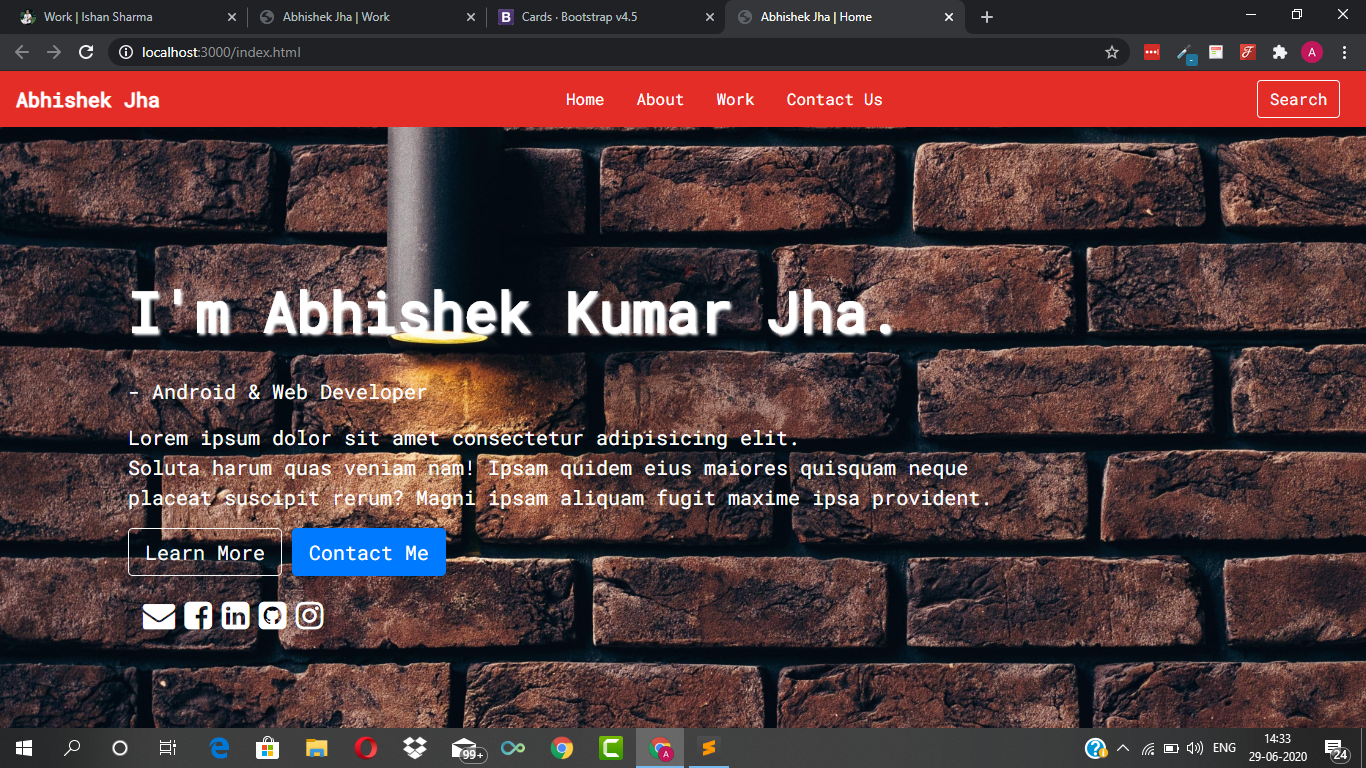 Work | Ishan Sharma
Abhishek Jha | Work
B Cards · Bootstrap v4.5
Abhishek Jha | Home
localhost:3000/index.html
A
Abhishek Jha
Home About Work Contact Us
Search
I'm Abhishek Kumar Jha.
- Android & Web Developer
Lorem ipsum dolor sit amet consectetur adipisicing elit.
Soluta harum quas veniam nam! Ipsam quidem eius maiores quisquam neque
placeat suscipit rerum? Magni ipsam aliquam fugit maxime ipsa provident.
Learn More Contact Me
in
99+
A
ENG
14:33
29-06-2020
24